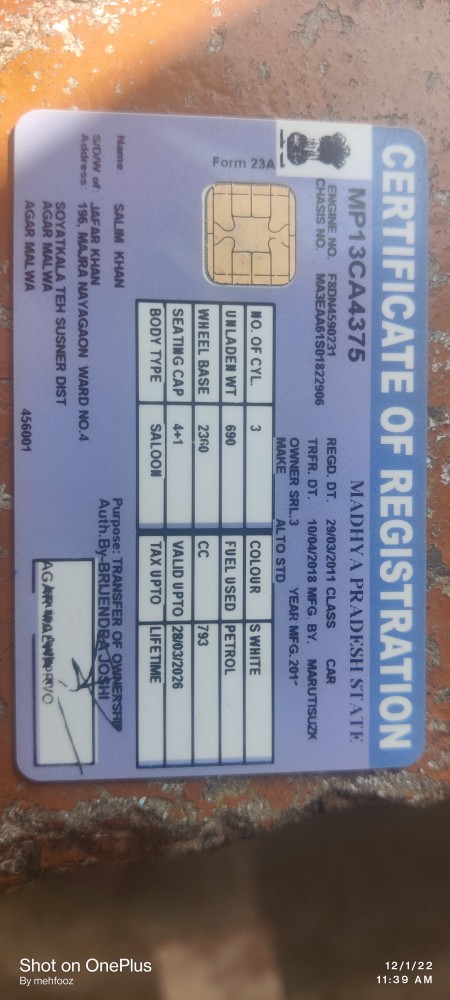 CERTIFICATE OF REGISTRATION
MADHYA PRADESH STATE
MP13CA4375
ENGINE NO. F8DN4590231
CHASIS NO. MA3EAA61S01822906
REGD. DT. 29/03/2011 CLASS CAR
TRFR. DT. 10/04/2018 MFG. BY. MARUTISUZK
OWNER SRL.3 YEAR MFG.
MAKE ALTO STD
Form 23A
NO. OF CYL. 3 COLOUR S WHITE
UNLADEN WT 690 FUEL USED PETROL
WHEEL BASE 2360 CC 793
SEATING CAP 4+1 VALID UPTO 28/03/2026
BODY TYPE SALOON TAX UPTO LIFETIME
Name SALIM KHAN
S/D/W of: JAFAR KHAN
Address: 196, MAJRA NAYAGAON WARD NO.4
SOYATKALA TEH SUSNER DIST
AGAR MALWA
AGAR MALWA 456001
Purpose: TRANSFER OF OWNERSHIP
Auth.By-BRIJENDRA JOSHI
Shot on OnePlus
By mehfooz
12/1/22
11:39 AM